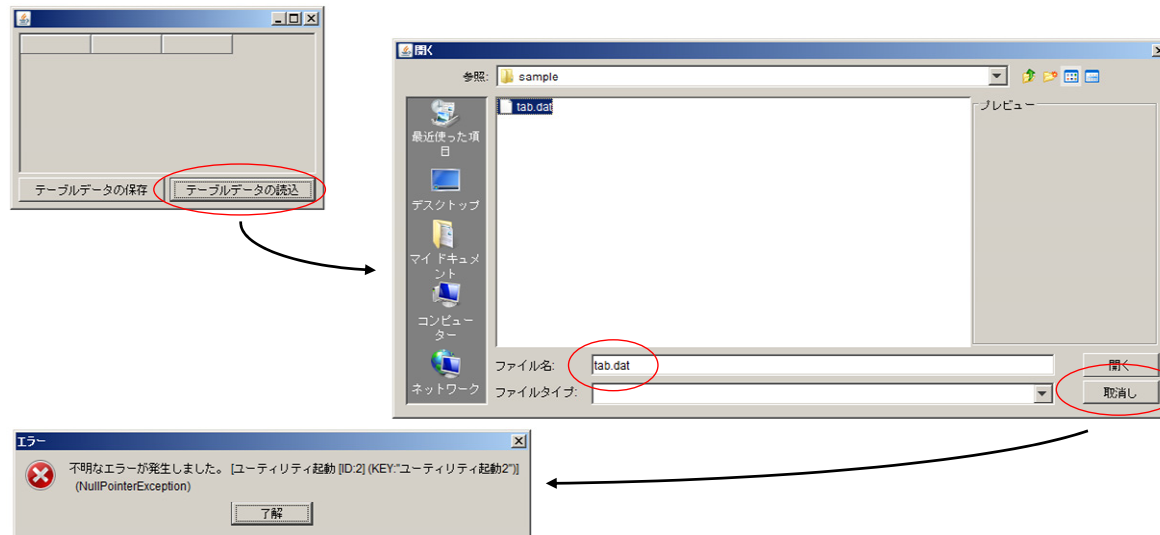 テーブルデータの保存
テーブルデータの読込
開く
参照:
sample
tab.dat
プレビュー
最近使った項
目
デスクトップ
マイ ドキュメ
ント
コンピュー
ター
ネットワーク
ファイル名:
tab.dat
開く
ファイルタイプ:
取消し
エラー
不明なエラーが発生しました。 [ユーティリティ起動 [ID:2] (KEY:"ユーティリティ起動2")]
(NullPointerException)
了解